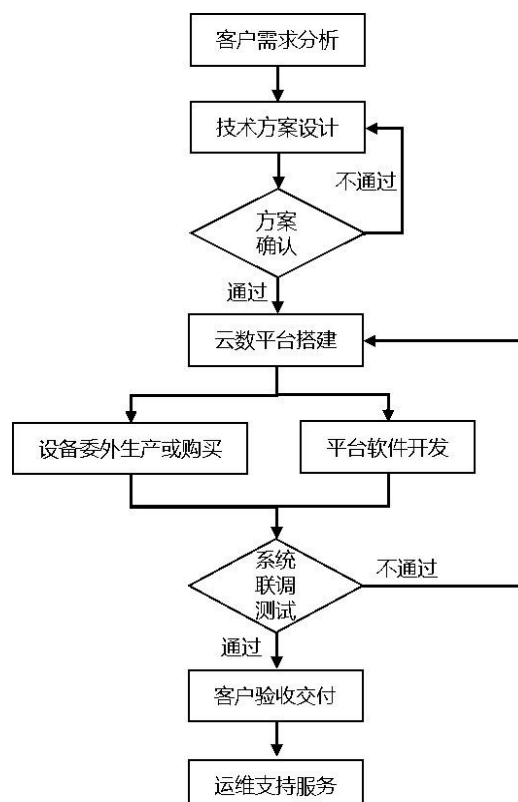 客户需求分析
技术方案设计
不通过
方案
确认
通过
云数平台搭建
设备委外生产或购买
平台软件开发
系统
联调
测试
不通过
通过
客户验收交付
运维支持服务